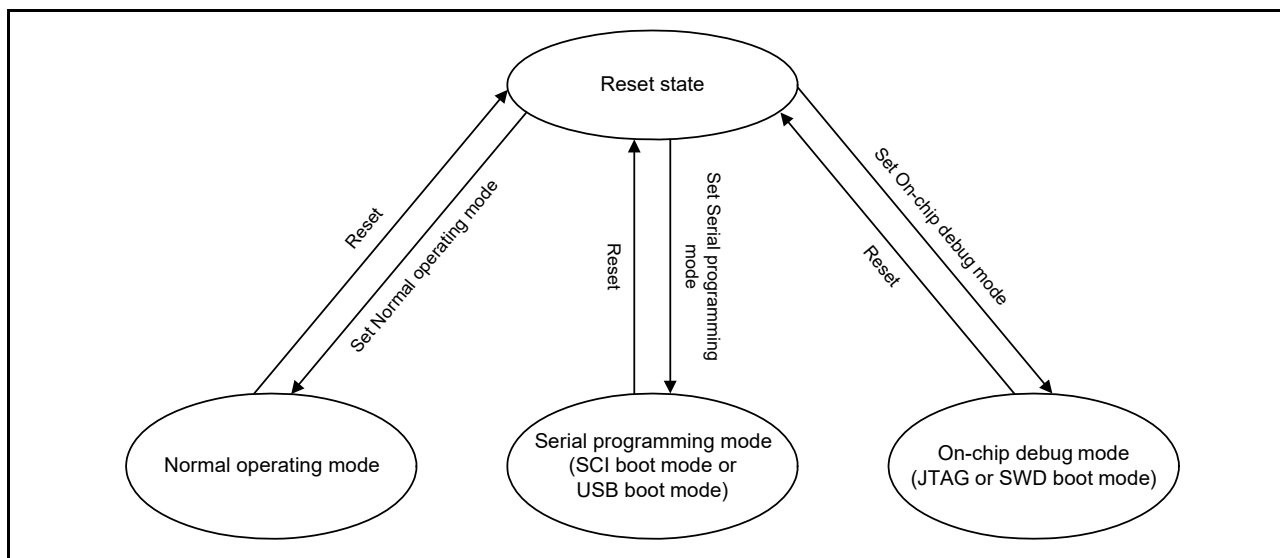 Reset state
Reset
Set Normal operating mode
Reset
Set Serial programming
mode
Set On-chip debug mode
Reset
Normal operating mode
Serial programming mode
(SCI boot mode or
USB boot mode)
On-chip debug mode
(JTAG or SWD boot mode)